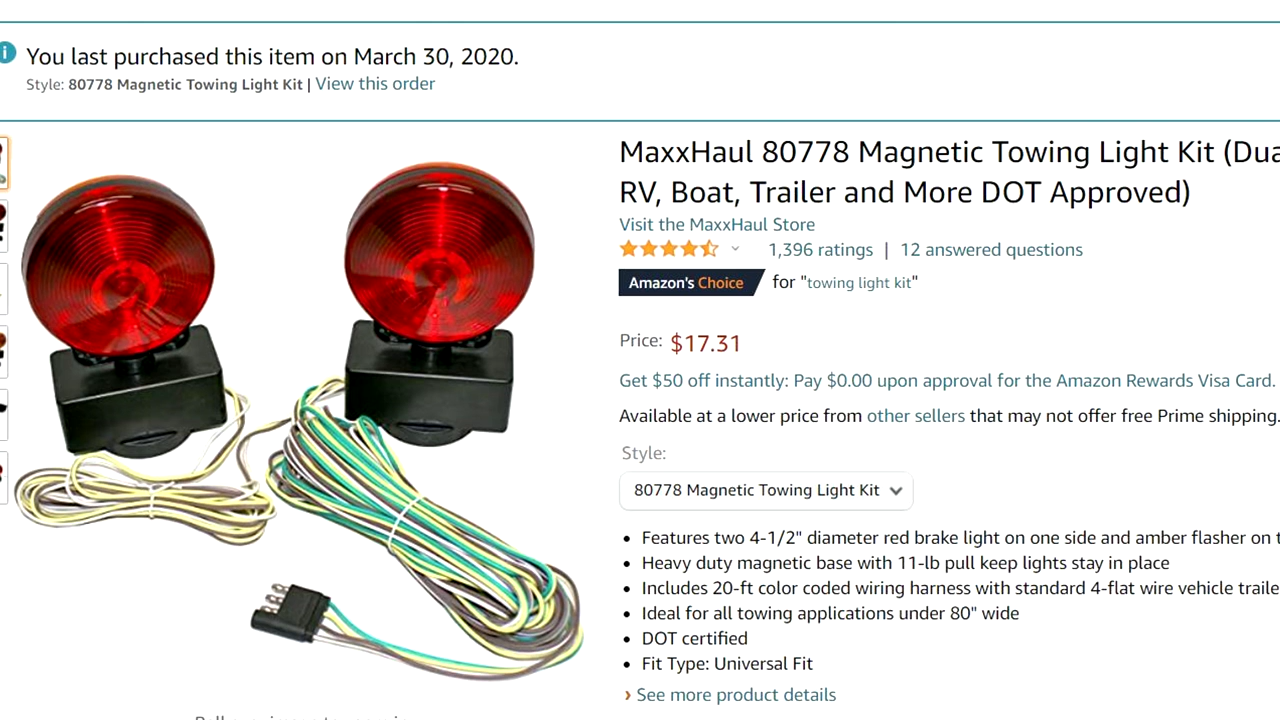 You last purchased this item on March 30, 2020.
Style: 80778 Magnetic Towing Light Kit | View this order
MaxxHaul 80778 Magnetic Towing Light Kit (Dua
RV, Boat, Trailer and More DOT Approved)
Visit the MaxxHaul Store
1,396 ratings | 12 answered questions
Amazon's Choice for "towing light kit"
Price: $17.31
Get $50 off instantly: Pay $0.00 upon approval for the Amazon Rewards Visa Card.
Available at a lower price from other sellers that may not offer free Prime shipping.
Style:
80778 Magnetic Towing Light Kit
• Features two 4-1/2" diameter red brake light on one side and amber flasher on t
• Heavy duty magnetic base with 11-lb pull keep lights stay in place
• Includes 20-ft color coded wiring harness with standard 4-flat wire vehicle traile
• Ideal for all towing applications under 80" wide
• DOT certified
• Fit Type: Universal Fit
› See more product details